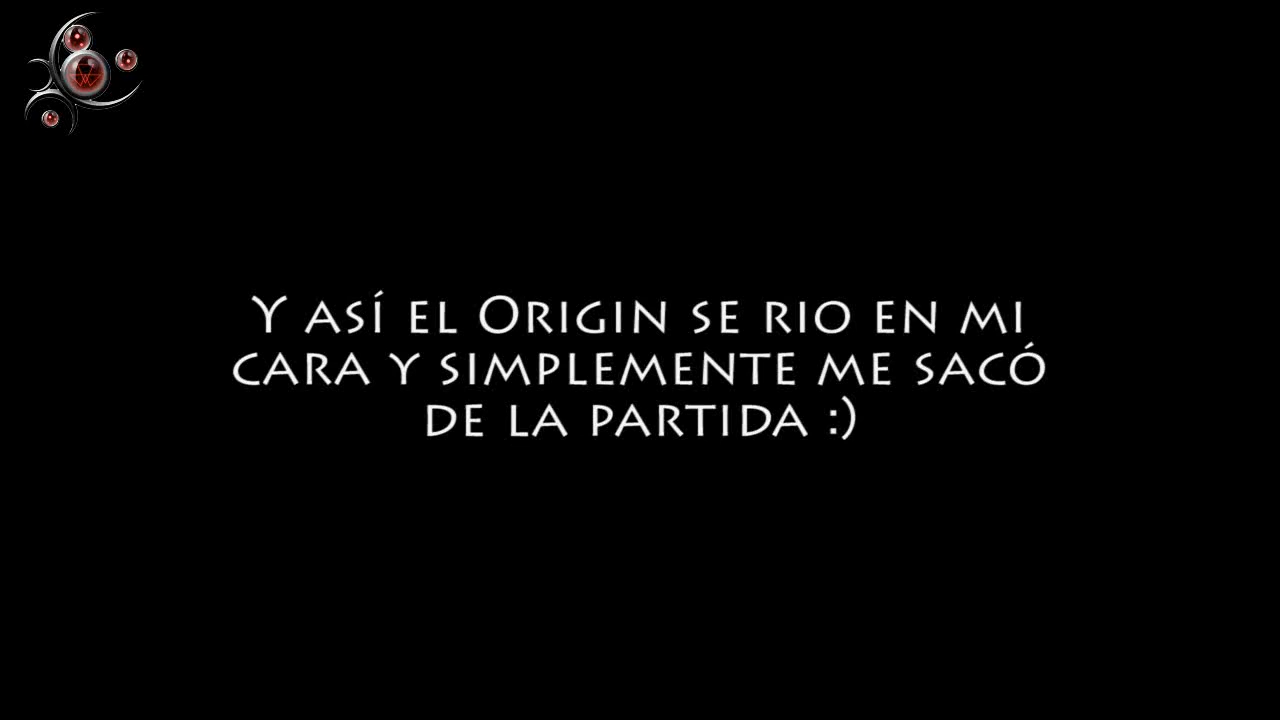 Y así el Origin se rio en mi
cara y simplemente me sacó
de la partida :)